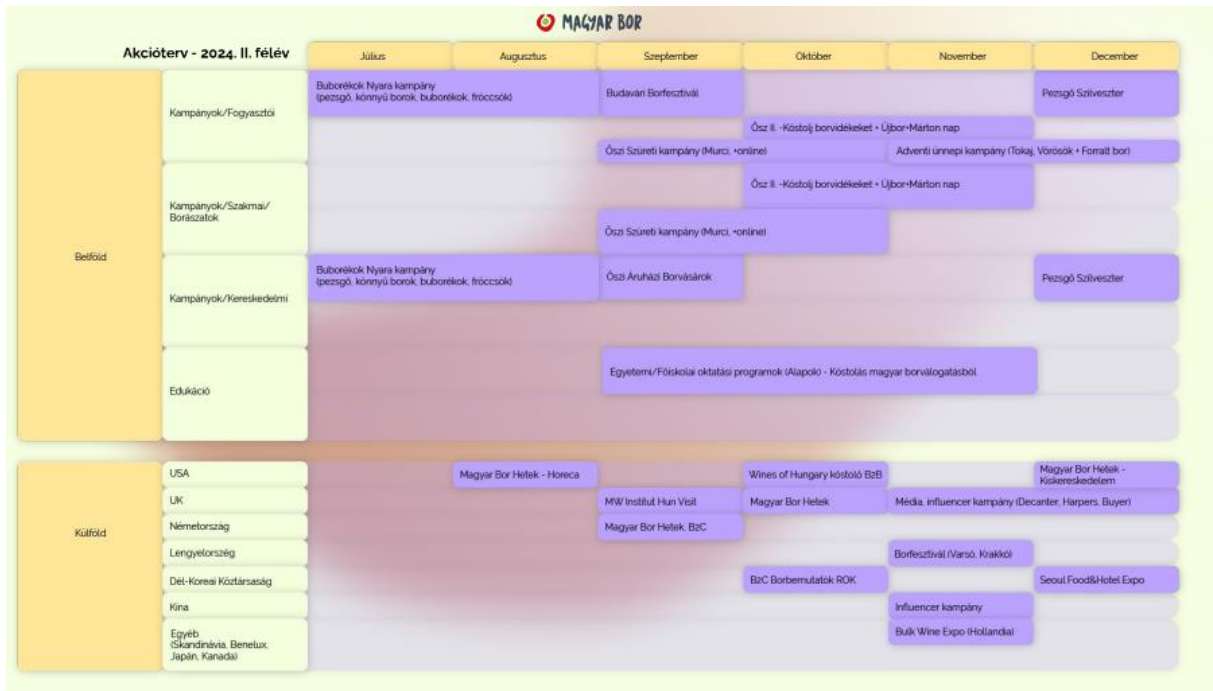 MAGYAR BOR
Akcióterv - 2024. II. félév
Július
Augusztus
Szeptember
Október
November
December
Belföld
Kampányok/Fogyasztói
Buborékok Nyara kampány
(pezsgő, könnyű borok, buborékok, fröccsök)
Budavári Borfesztivál
Pezsgő Szilveszter
Ősz II. -Kóstolj borvidékeket + Újbor+Márton nap
Őszi Szüreti kampány (Murci, +online)
Adventi ünnepi kampány (Tokaj, Vörösök + Forralt bor)
Kampányok/Szakmai/
Borászatok
Ősz II. -Kóstolj borvidékeket + Újbor+Márton nap
Őszi Szüreti kampány (Murci, +online)
Kampányok/Kereskedelmi
Buborékok Nyara kampány
(pezsgő, könnyű borok, buborékok, fröccsök)
Őszi Áruházi Borvásárok
Pezsgő Szilveszter
Edukáció
Egyetemi/Főiskolai oktatási programok (Alapok) - Kóstolás magyar borválogatásból
Külföld
USA
Magyar Bor Hetek - Horeca
Wines of Hungary kóstoló B2B
Magyar Bor Hetek -
Kiskereskedelem
UK
MW Institut Hun Visit
Magyar Bor Hetek
Média, influencer kampány (Decanter, Harpers, Buyer)
Németország
Magyar Bor Hetek, B2C
Lengyelország
Borfesztivál (Varsó, Krakkó)
Dél-Koreai Köztársaság
B2C Borbemutatók ROK
Seoul Food&Hotel Expo
Kína
Influencer kampány
Egyéb
(Skandinávia, Benelux,
Japán, Kanada)
Bulk Wine Expo (Hollandia)